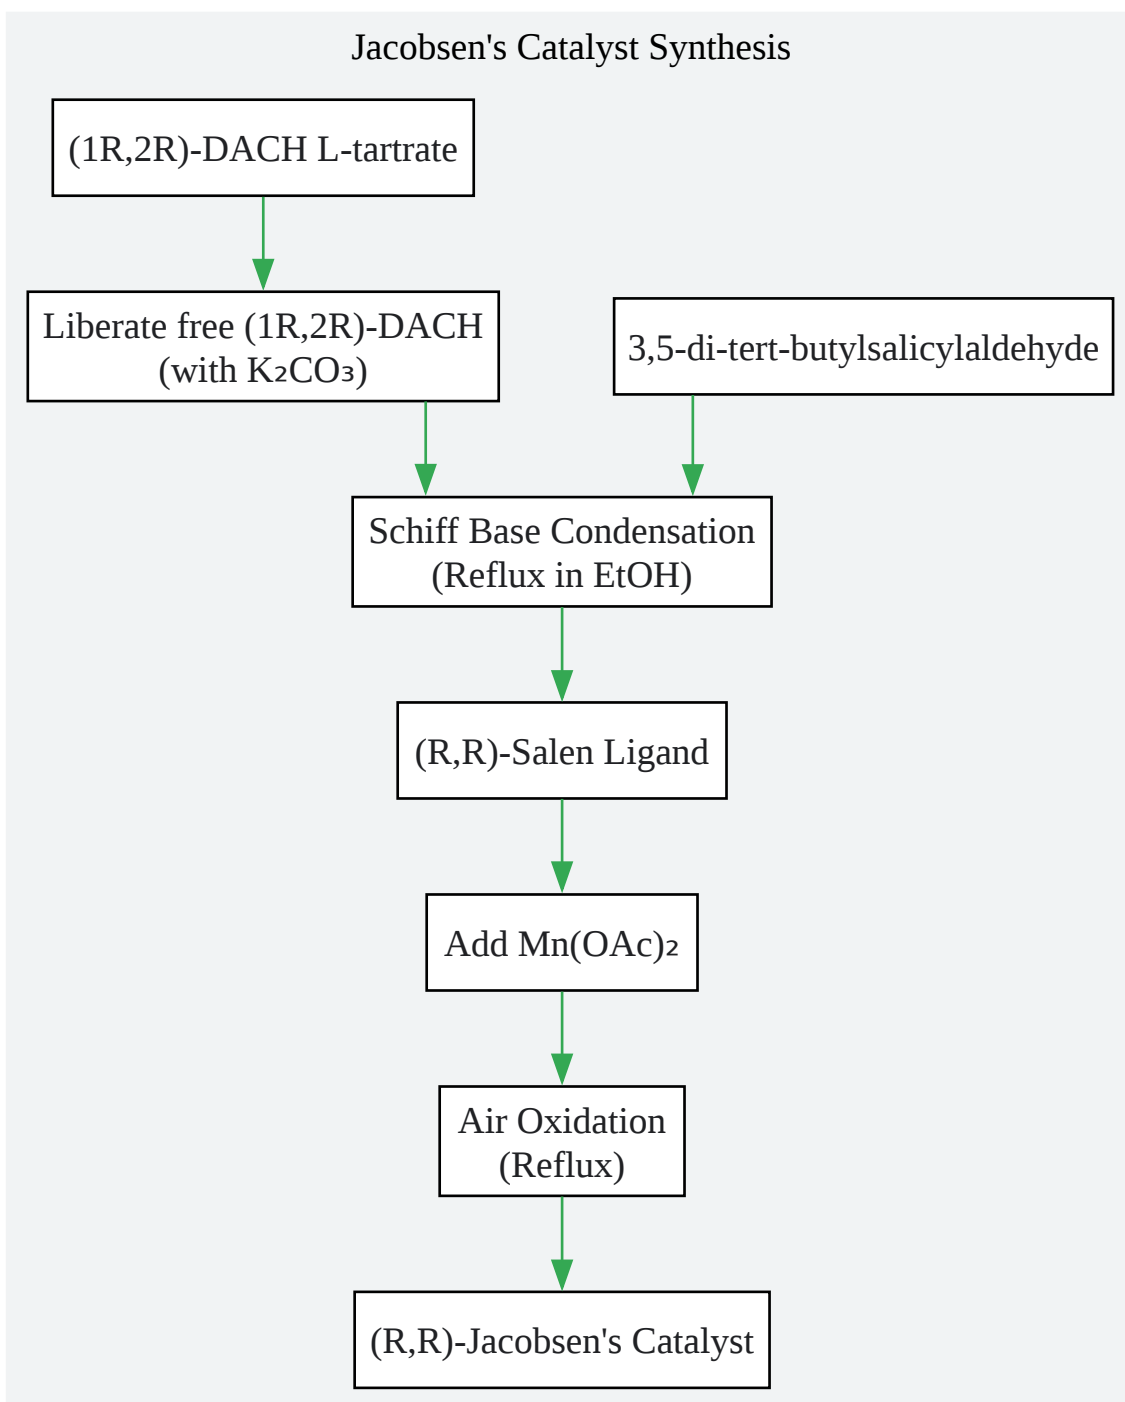 Jacobsen's Catalyst Synthesis
(1R,2R)-DACH L-tartrate
Liberate free (1R,2R)-DACH
(with K₂CO₃)
3,5-di-tert-butylsalicylaldehyde
Schiff Base Condensation
(Reflux in EtOH)
(R,R)-Salen Ligand
Add Mn(OAc)₂
Air Oxidation
(Reflux)
(R,R)-Jacobsen's Catalyst